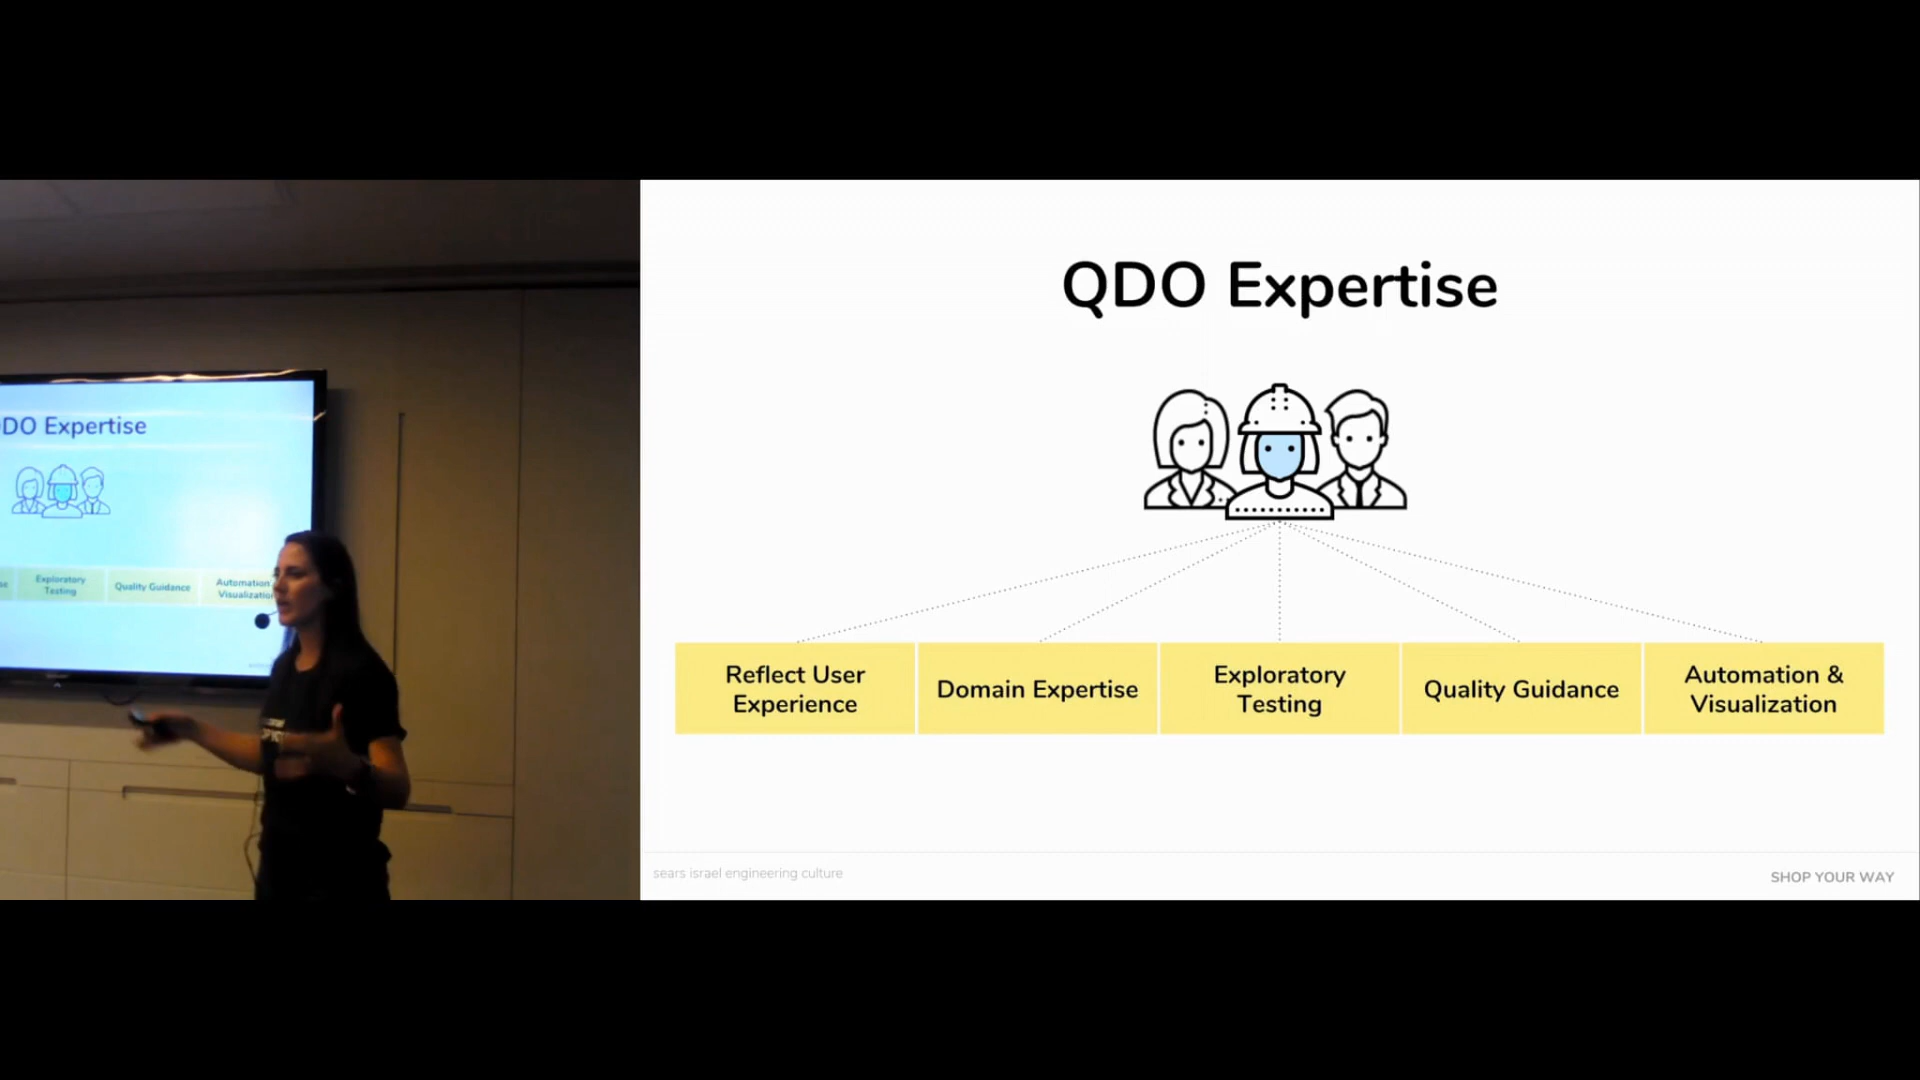 DO Expertise
Exploratory
Testing
Quality Guidance
Automation
Visualization
QDO Expertise
Reflect User
Experience
Domain Expertise
Exploratory
Testing
Quality Guidance
Automation &
Visualization
sears israel engineering culture
SHOP YOUR WAY